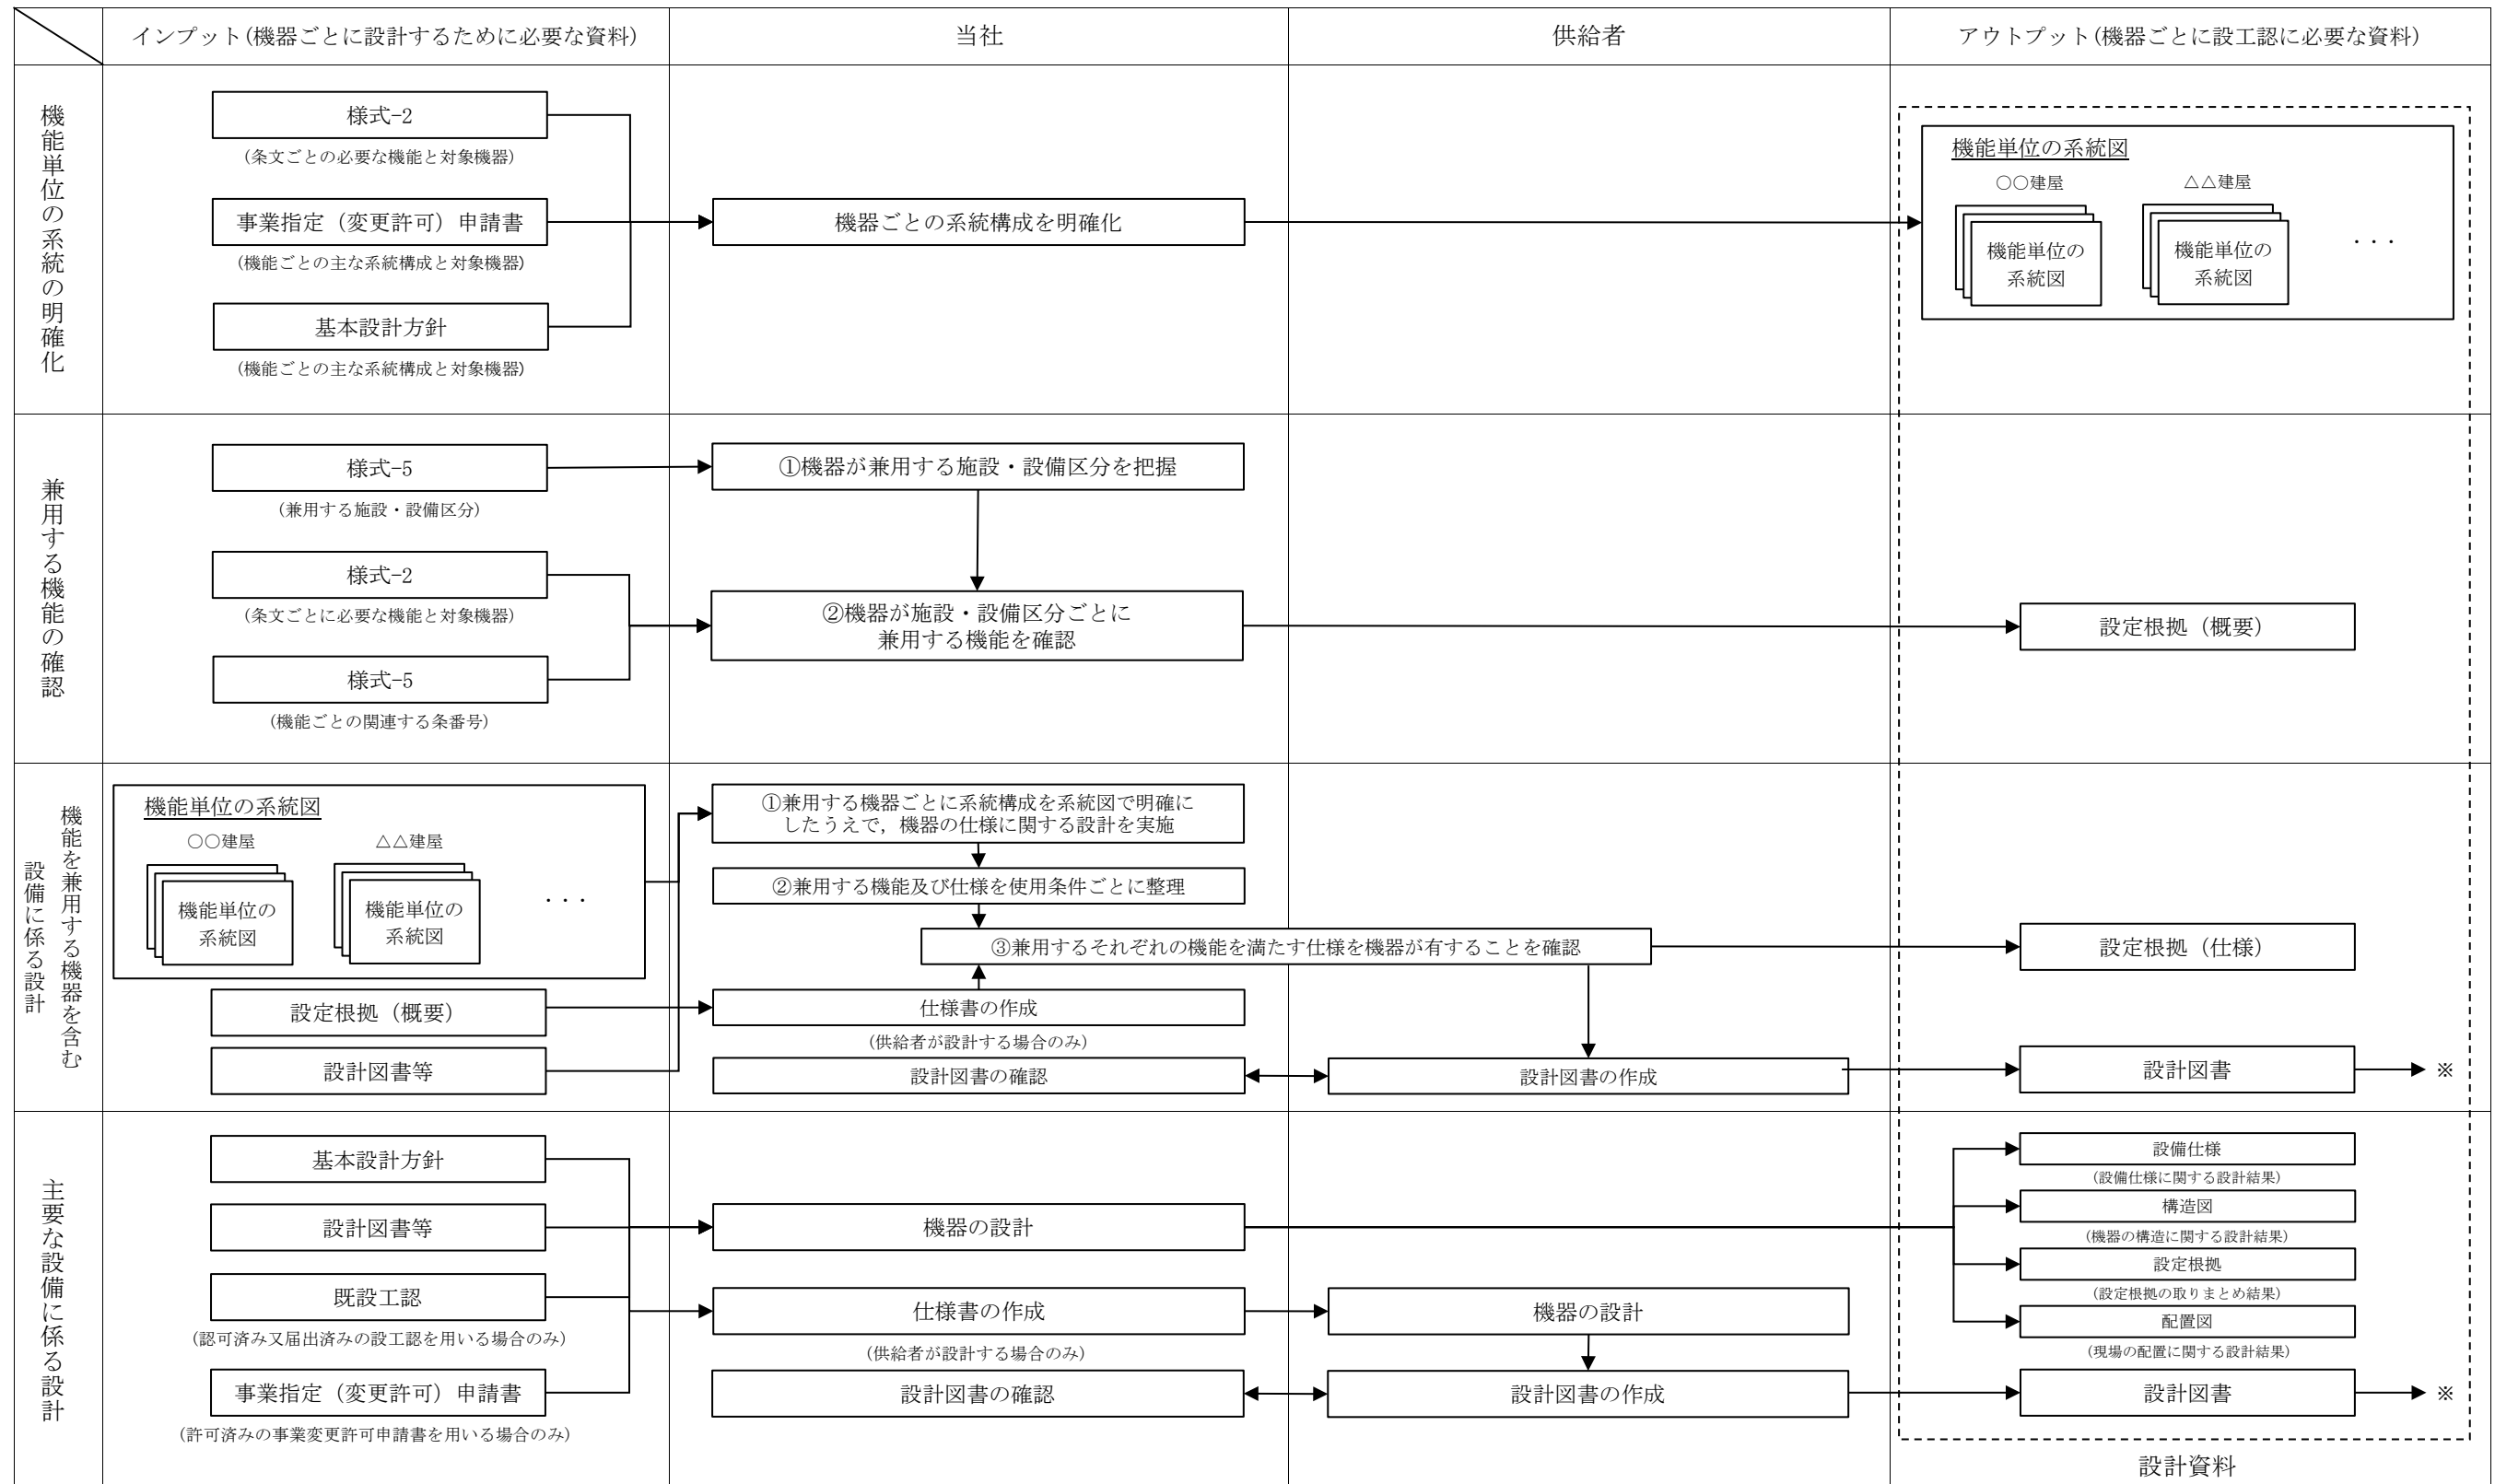 インプット(機器ごとに設計するために必要な資料)
当社
供給者
アウトプット(機器ごとに設工認に必要な資料)
機能単位の系統の明確化
様式-2
(条文ごとの必要な機能と対象機器)
事業指定（変更許可）申請書
(機能ごとの主な系統構成と対象機器)
基本設計方針
(機能ごとの主な系統構成と対象機器)
機器ごとの系統構成を明確化
機能単位の系統図
○○建屋
△△建屋
機能単位の
系統図
機能単位の
系統図
・・・
兼用する機能の確認
様式-5
(兼用する施設・設備区分)
様式-2
(条文ごとに必要な機能と対象機器)
様式-5
(機能ごとの関連する条番号)
①機器が兼用する施設・設備区分を把握
②機器が施設・設備区分ごとに
兼用する機能を確認
設定根拠（概要）
機能を兼用する機器を含む
設備に係る設計
機能単位の系統図
○○建屋
△△建屋
機能単位の
系統図
機能単位の
系統図
・・・
設定根拠（概要）
設計図書等
①兼用する機器ごとに系統構成を系統図で明確に
したうえで，機器の仕様に関する設計を実施
②兼用する機能及び仕様を使用条件ごとに整理
③兼用するそれぞれの機能を満たす仕様を機器が有することを確認
仕様書の作成
(供給者が設計する場合のみ)
設計図書の確認
設計図書の作成
設定根拠（仕様）
設計図書
※
主要な設備に係る設計
基本設計方針
設計図書等
既設工認
(認可済み又届出済みの設工認を用いる場合のみ)
事業指定（変更許可）申請書
(許可済みの事業変更許可申請書を用いる場合のみ)
機器の設計
仕様書の作成
(供給者が設計する場合のみ)
設計図書の確認
機器の設計
設計図書の作成
設備仕様
(設備仕様に関する設計結果)
構造図
(機器の構造に関する設計結果)
設定根拠
(設定根拠の取りまとめ結果)
配置図
(現場の配置に関する設計結果)
設計図書
※
設計資料